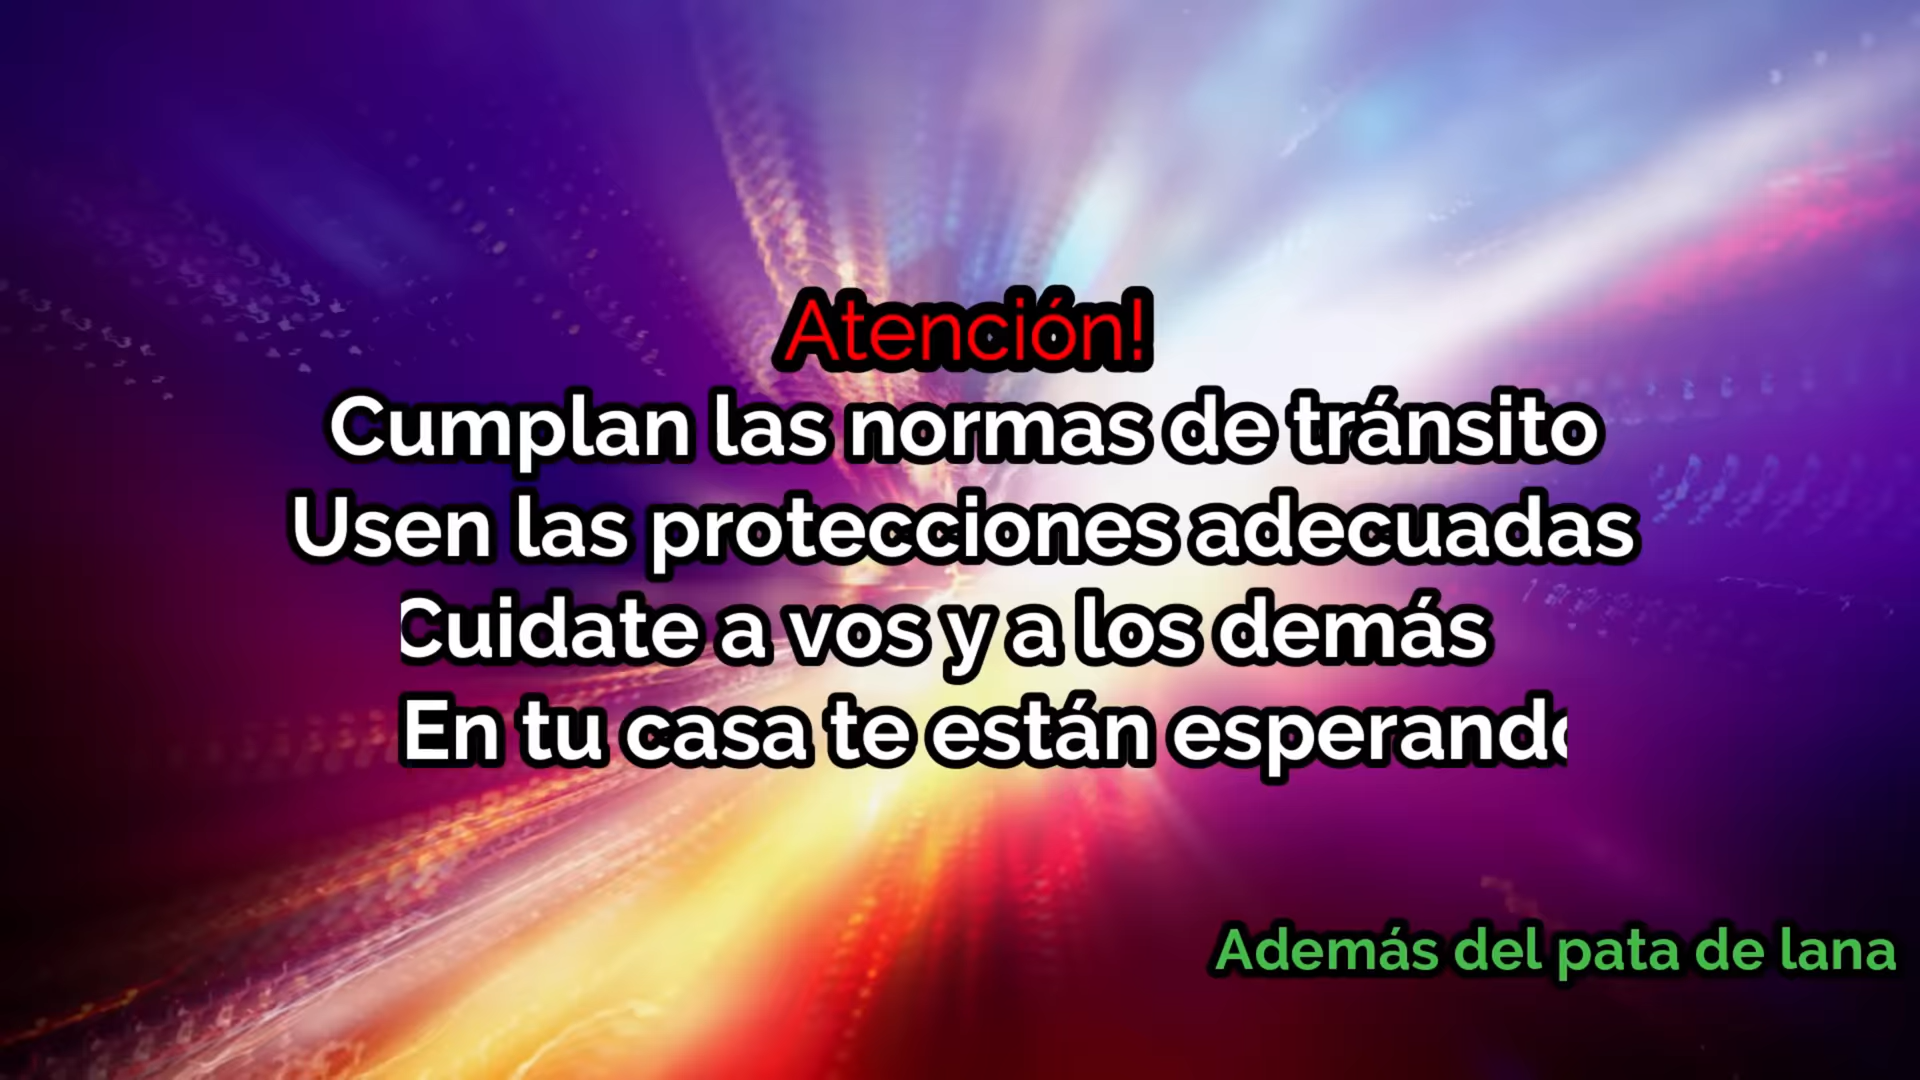 Atención!
Cumplan las normas de tránsito
Usen las protecciones adecuadas
Cuidate a vos y a los demás
En tu casa te están esperando
Además del pata de lana